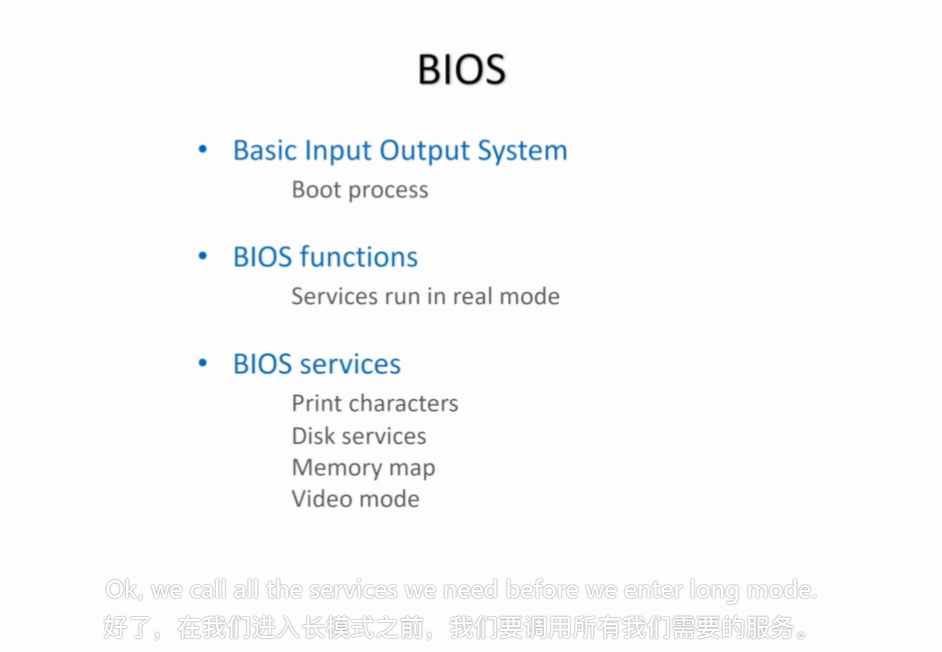 BIOS
• Basic Input Output System
Boot process
• BIOS functions
Services run in real mode
• BIOS services
Print characters
Disk services
Memory map
Video mode
Ok, we call all the services we need before we enter long mode.
好了，在我们进入长模式之前，我们要调用所有我们需要的服务。